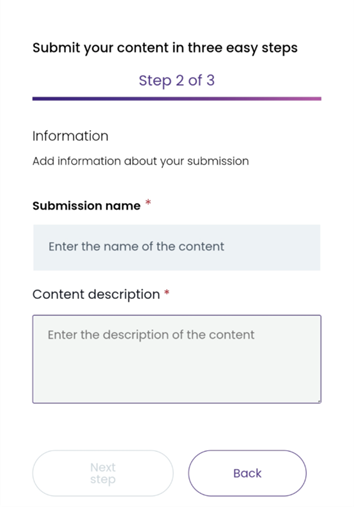 Submit your content in three easy steps
Step 2 of 3
Information
Add information about your submission
Submission name *
Enter the name of the content
Content description *
Enter the description of the content
Next
step
Back